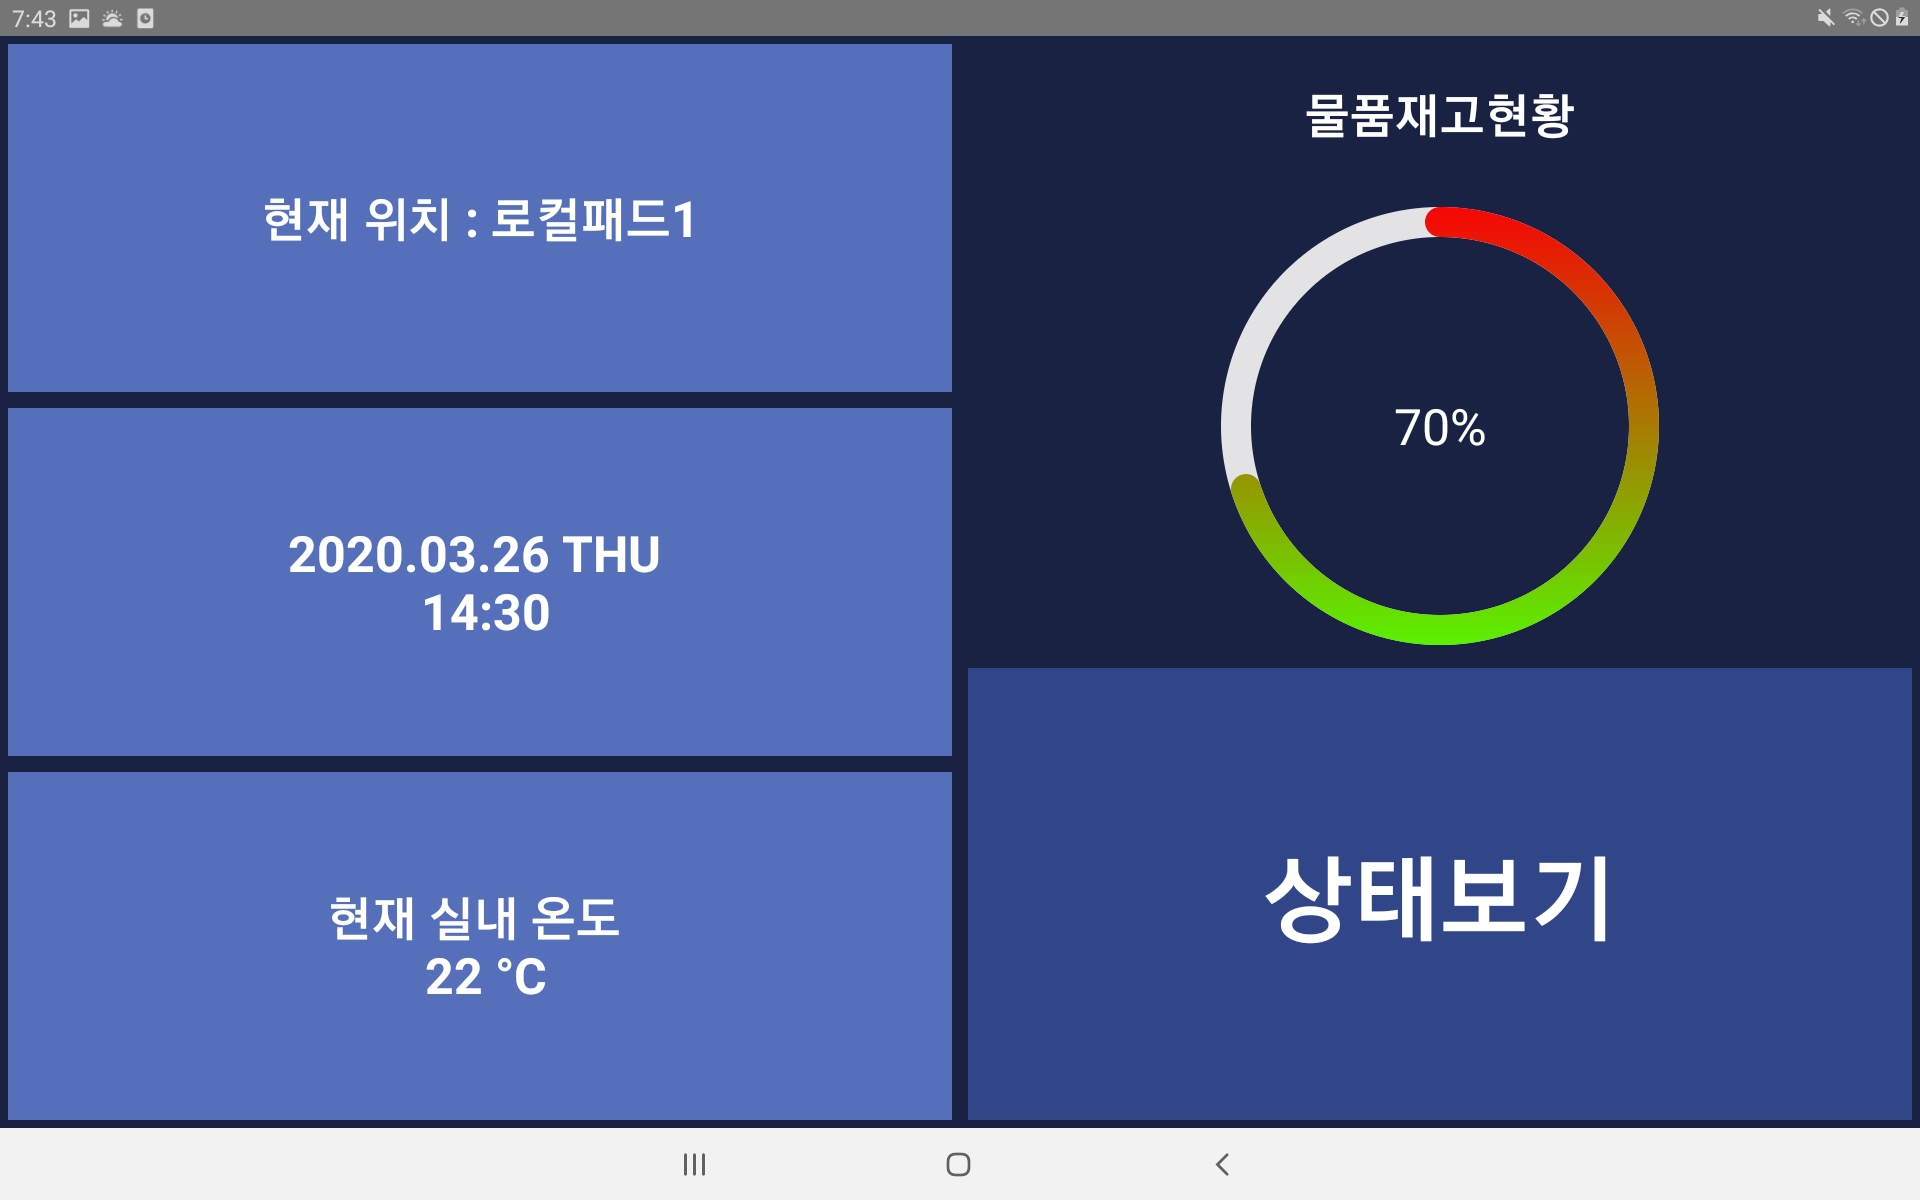 7:43
현재 위치 : 로컬패드1
2020.03.26 THU
14:30
현재 실내 온도
22 °C
물품재고현황
70%
상태보기